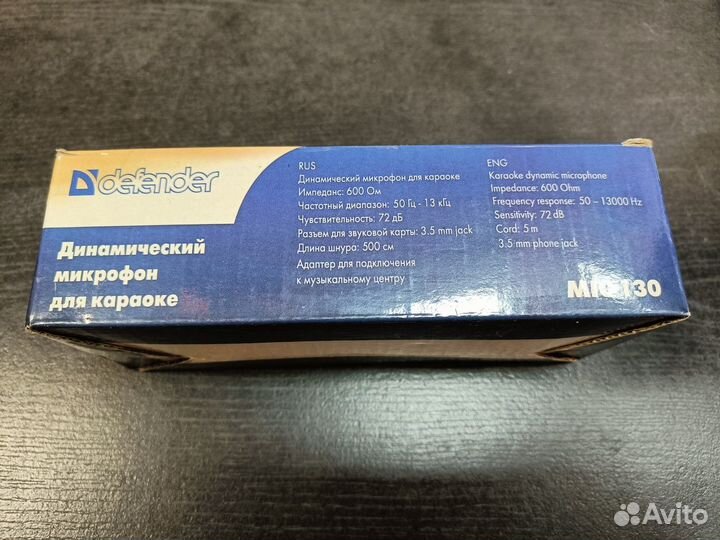 defender
Динамический
микрофон
для караоке
RUS
Динамический микрофон для караоке
Импеданс: 600 Ом
Частотный диапазон: 50 Гц - 13 кГц
Чувствительность: 72 дБ
Разъем для звуковой карты: 3.5 mm jack
Длина шнура: 500 см
Адаптер для подключения
к музыкальному центру
ENG
Karaoke dynamic microphone
Impedance: 600 Ohm
Frequency response: 50 – 13000 Hz
Sensitivity: 72 dB
Cord: 5 m
3.5 mm phone jack
Avito